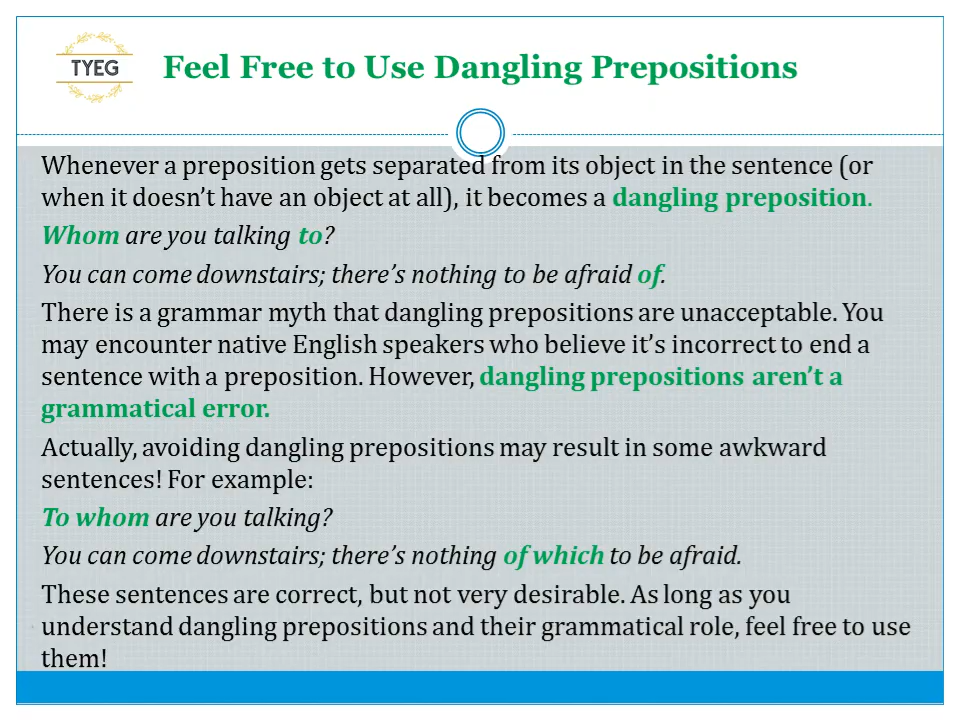 TYEG
Feel Free to Use Dangling Prepositions
Whenever a preposition gets separated from its object in the sentence (or
when it doesn't have an object at all), it becomes a dangling preposition.
Whom are you talking to?
You can come downstairs; there's nothing to be afraid of.
There is a grammar myth that dangling prepositions are unacceptable. You
may encounter native English speakers who believe it's incorrect to end a
sentence with a preposition. However, dangling prepositions aren't a
grammatical error.
Actually, avoiding dangling prepositions may result in some awkward
sentences! For example:
To whom are you talking?
You can come downstairs; there's nothing of which to be afraid.
These sentences are correct, but not very desirable. As long as you
understand dangling prepositions and their grammatical role, feel free to use
them!